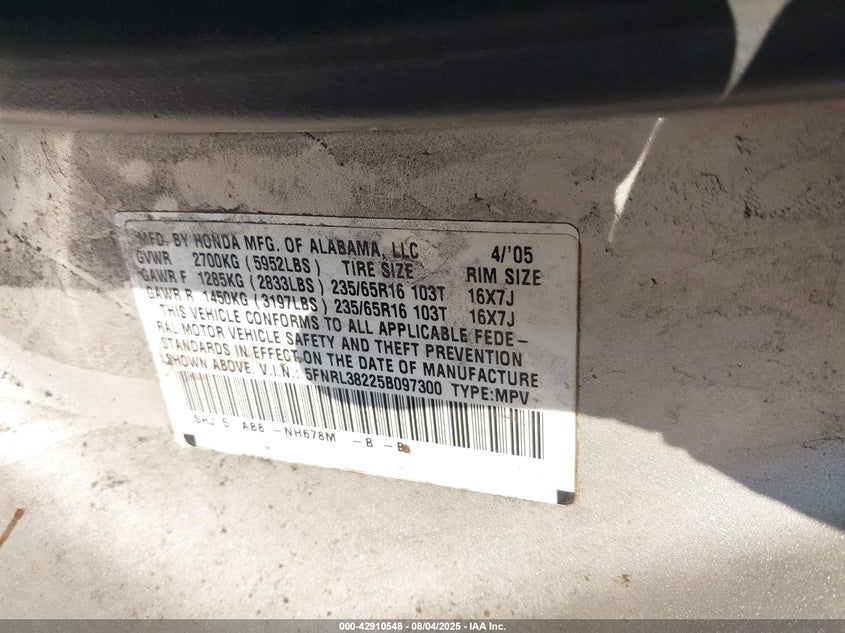 MFD. BY HONDA MFG. OF ALABAMA, LLC 4/'05
GVWR 2700KG (5952LBS) TIRE SIZE RIM SIZE
GAWR F 1285KG (2833LBS) 235/65R16 103T 16X7J
GAWR R 1450KG (3197LBS) 235/65R16 103T 16X7J
THIS VEHICLE CONFORMS TO ALL APPLICABLE FEDE-
RAL MOTOR VEHICLE SAFETY AND THEFT PREVENTION
STANDARDS IN EFFECT ON THE DATE OF MANUFACTURE
SHOWN ABOVE. V.I.N.: 5FNRL38225B097300 TYPE:MPV
SHJ 5 AB8 -NH678M -B -B
000-42910548 - 08/04/2025 - IAA Inc.